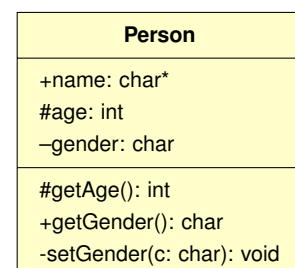 Person
+name: char*
#age: int
–gender: char
#getAge(): int
+getGender(): char
-setGender(c: char): void